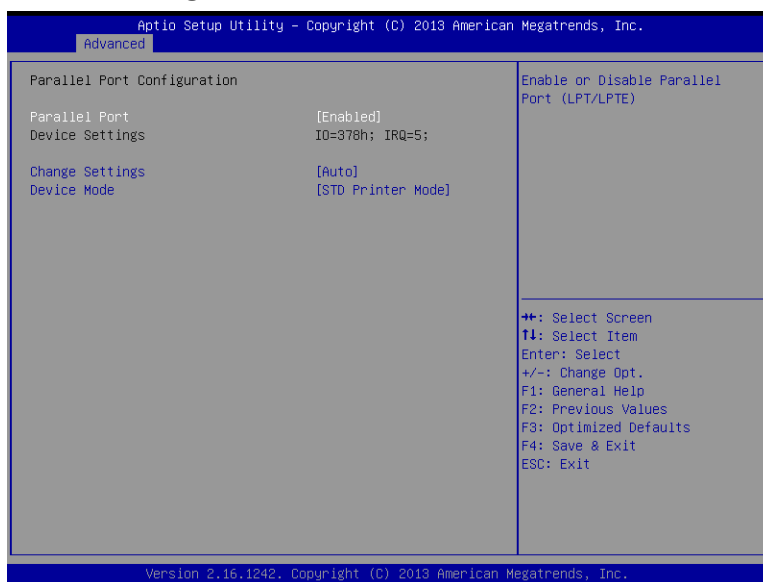 Aptio Setup Utility – Copyright (C) 2013 American Megatrends, Inc.
Advanced
Parallel Port Configuration
Parallel Port [Enabled]
Device Settings IO=378h; IRQ=5;
Change Settings [Auto]
Device Mode [STD Printer Mode]
Enable or Disable Parallel
Port (LPT/LPTE)
→←: Select Screen
↑↓: Select Item
Enter: Select
+/-: Change Opt.
F1: General Help
F2: Previous Values
F3: Optimized Defaults
F4: Save & Exit
ESC: Exit
Version 2.16.1242. Copyright (C) 2013 American Megatrends, Inc.